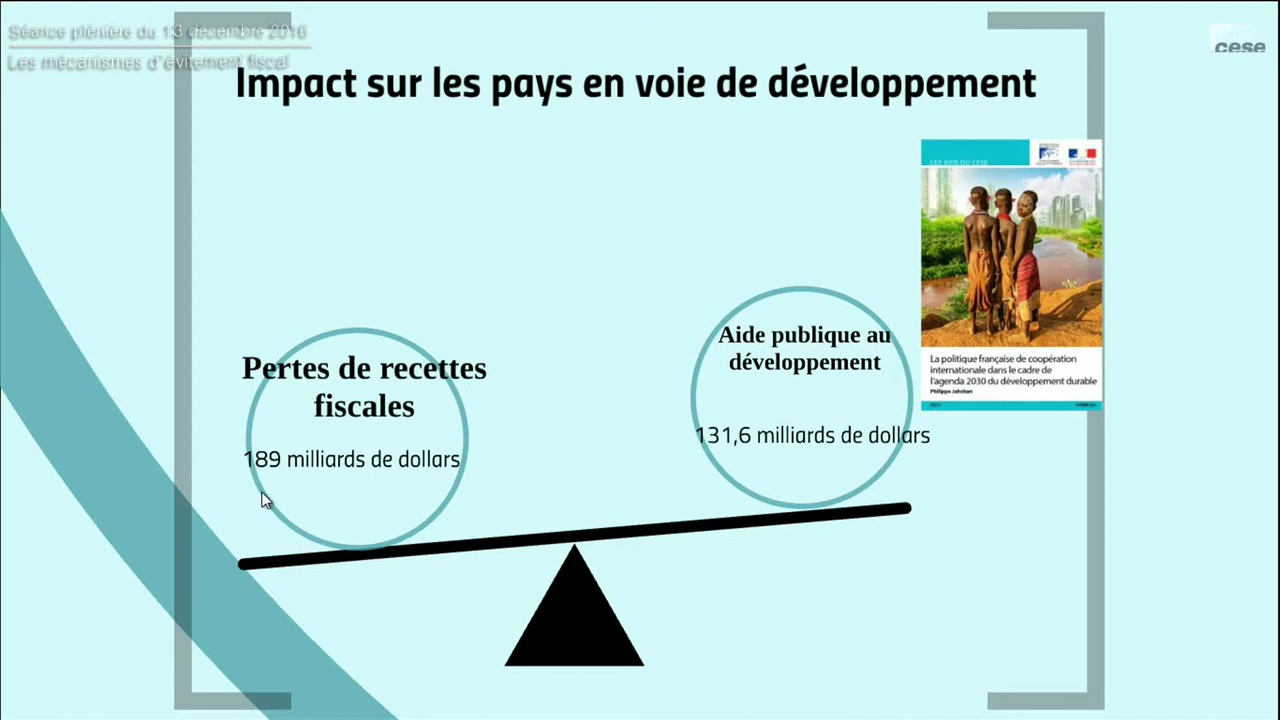 Séance plénière du 13 décembre 2016
Les mécanismes d'évitement fiscal
cese
Impact sur les pays en voie de développement
LES AVIS DU CESE
Aide publique au
développement
131,6 milliards de dollars
Pertes de recettes
fiscales
189 milliards de dollars
La politique française de coopération
internationale dans le cadre de
l'agenda 2030 du développement durable
Philippe Jahshan